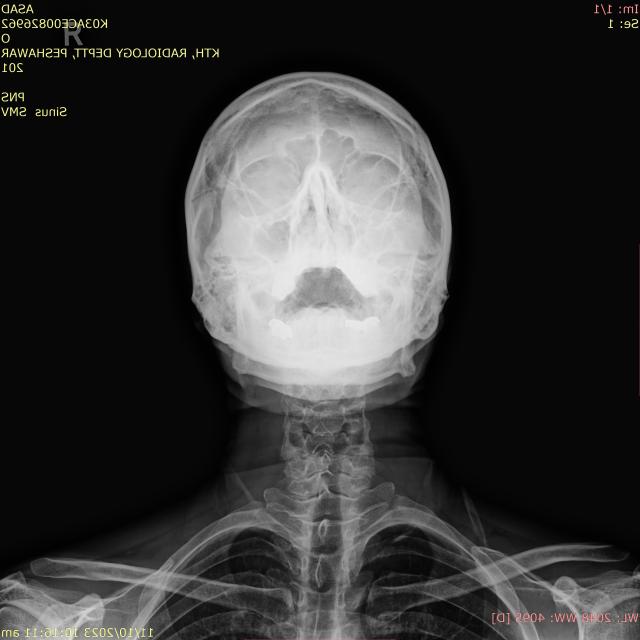 ASAD
K03ACE00826962
O
KTH, RADIOLOGY DEPTT, PESHAWAR
201
PNS
Sinus SMV
R
Im: 1/1
Se: 1
11/10/2023 10:16:11 am
WL: 2048 WW: 4095 [D]